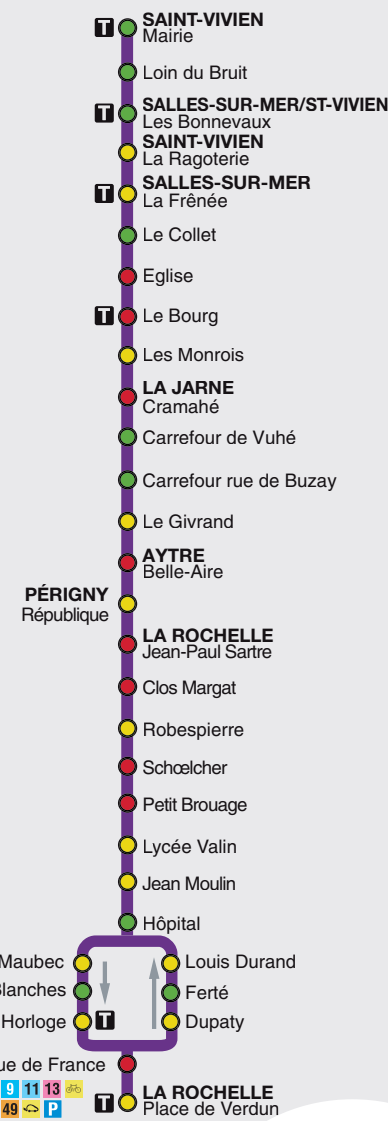 T SAINT-VIVIEN
Mairie
Loin du Bruit
T SALLES-SUR-MER/ST-VIVIEN
Les Bonnevaux
SAINT-VIVIEN
La Ragoterie
T SALLES-SUR-MER
La Frênée
Le Collet
Eglise
T Le Bourg
Les Monrois
LA JARNE
Cramahé
Carrefour de Vuhé
Carrefour rue de Buzay
Le Givrand
AYTRE
Belle-Aire
PÉRIGNY
République
LA ROCHELLE
Jean-Paul Sartre
Clos Margat
Robespierre
Schœlcher
Petit Brouage
Lycée Valin
Jean Moulin
Hôpital
Maubec
Louis Durand
Blanches
Ferté
Horloge T
Dupaty
ue de France
9 11 13
49 P
T LA ROCHELLE
Place de Verdun